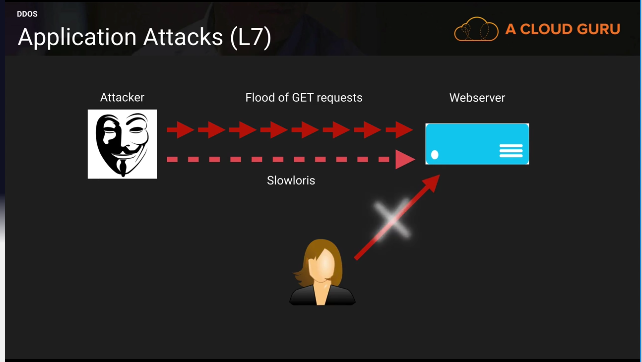 DDOS
Application Attacks (L7)
A CLOUD GURU
Attacker
Flood of GET requests
Webserver
Slowloris